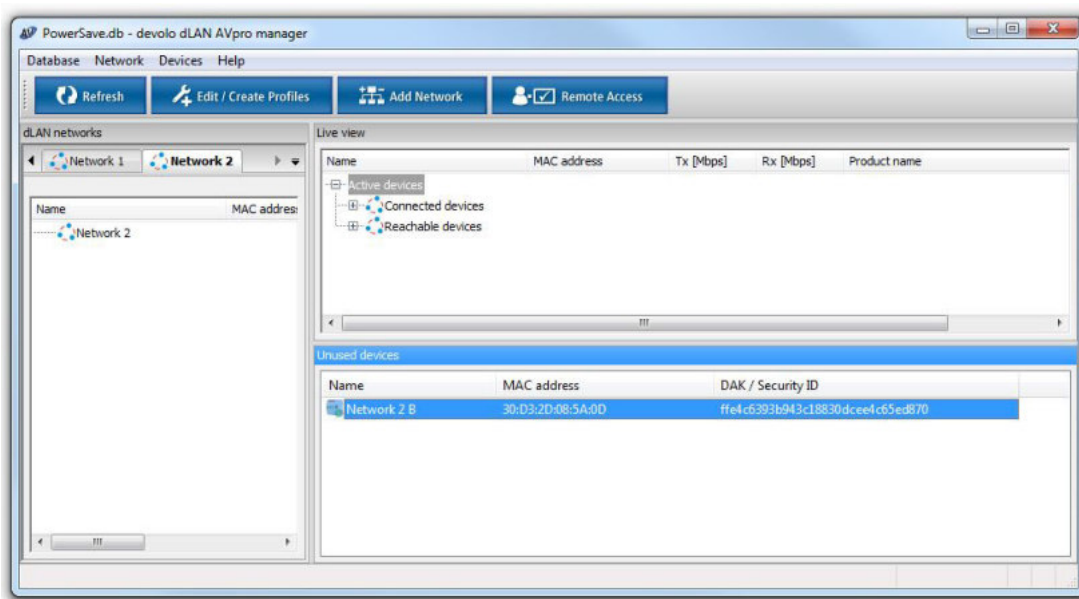 PowerSave.db - devolo dLAN AVpro manager
Database Network Devices Help
Refresh Edit / Create Profiles Add Network Remote Access
dLAN networks
Network 1 Network 2
Name MAC address
Network 2
Live view
Name MAC address Tx [Mbps] Rx [Mbps] Product name
Active devices
Connected devices
Reachable devices
Unused devices
Name MAC address DAK / Security ID
Network 2 B 30:D3:2D:08:5A:0D ffe4c6393b943c18830dcee4c65ed870